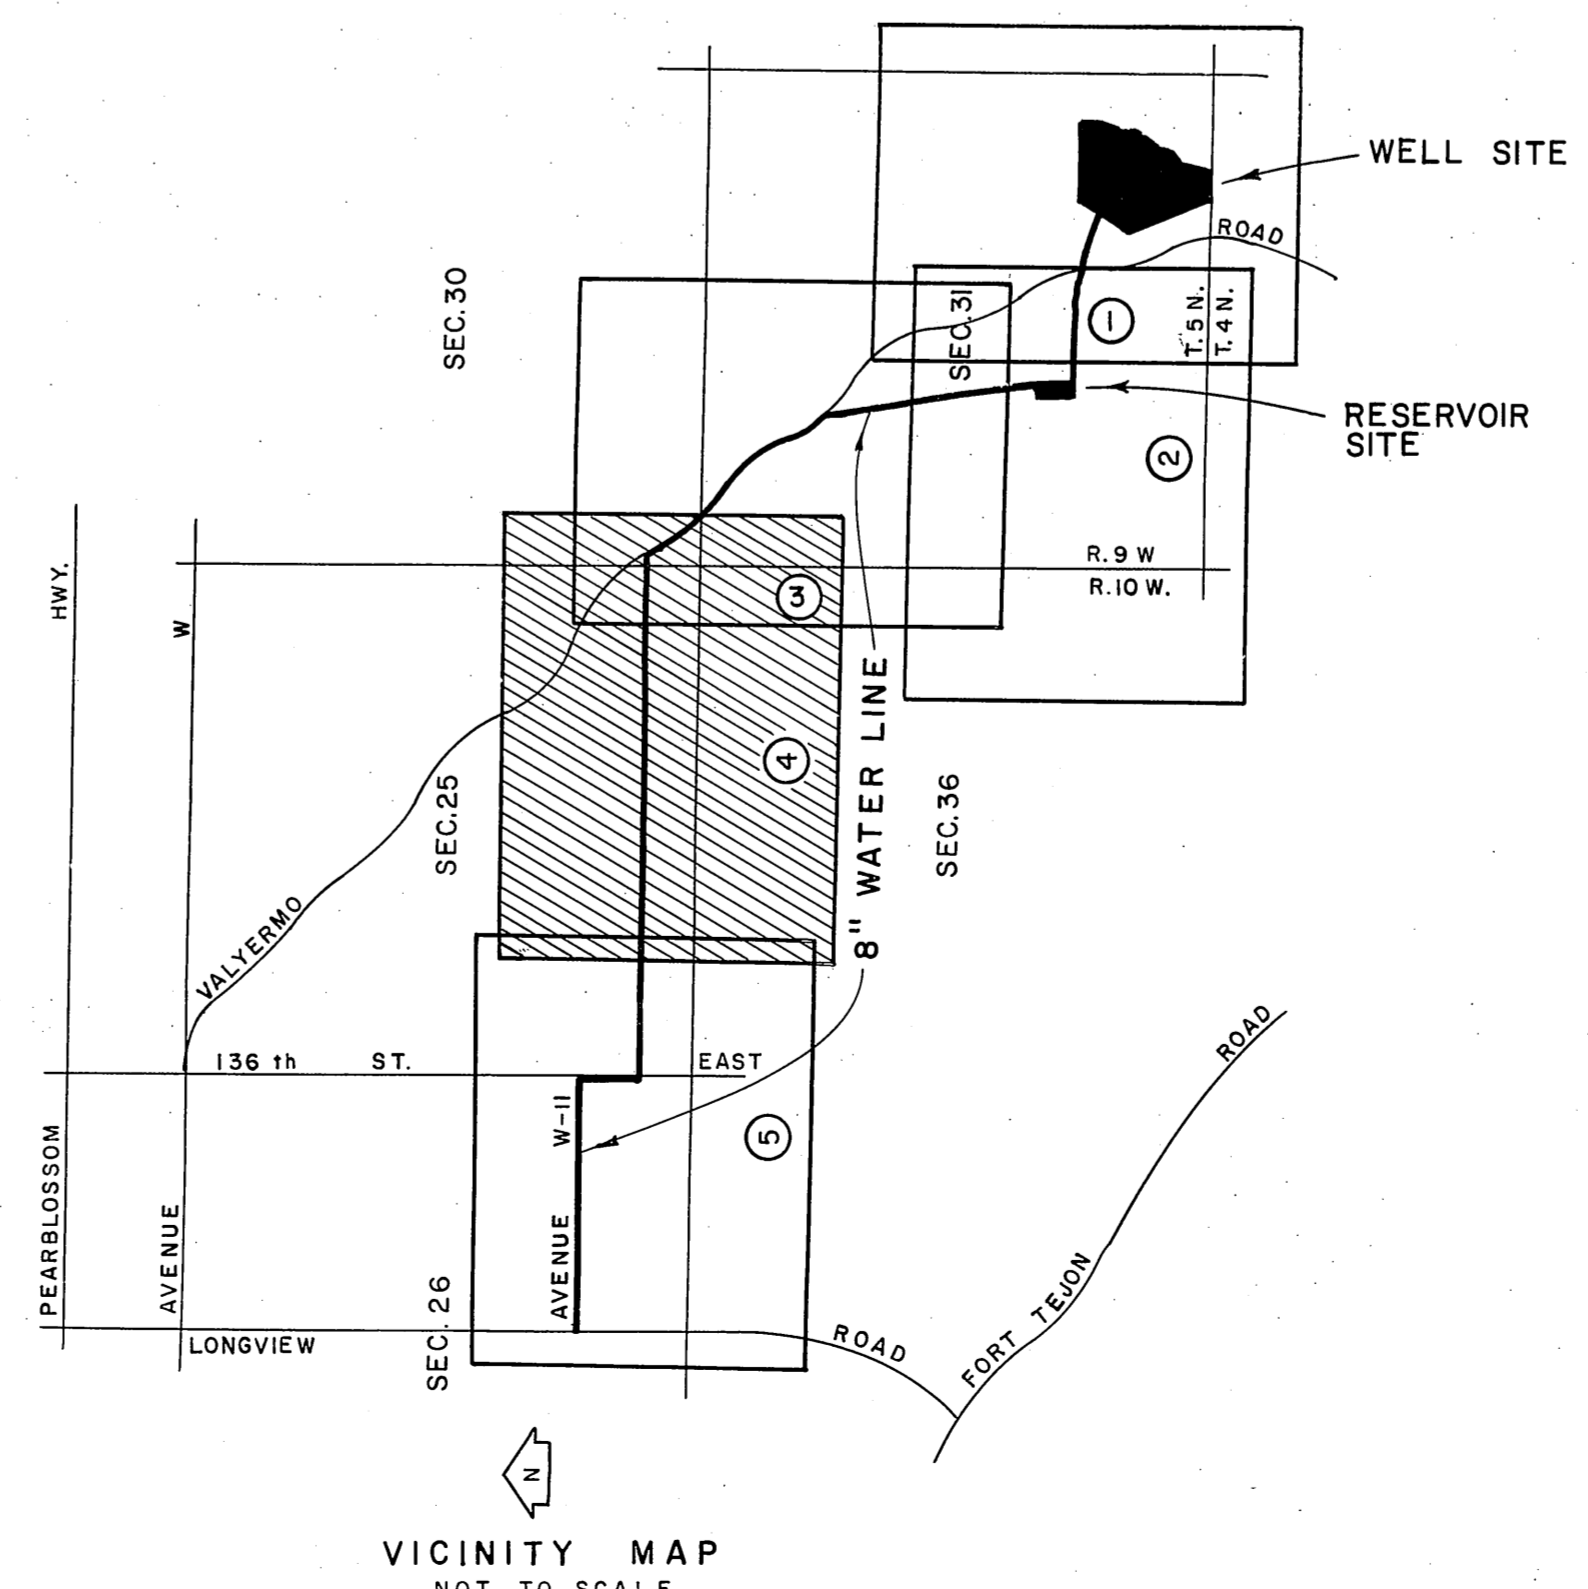 WELL SITE
ROAD
SEC. 30
SEC. 31
1
T. 5 N.
T. 4 N.
RESERVOIR
SITE
2
HWY.
W
R. 9 W
R. 10 W.
3
4
8" WATER LINE
SEC. 25
SEC. 36
VALYERMO
136 th ST. EAST
W-11
5
ROAD
PEARBLOSSOM
AVENUE
AVENUE
SEC. 26
LONGVIEW
ROAD
FORT TEJON
N
VICINITY MAP
NOT TO SCALE